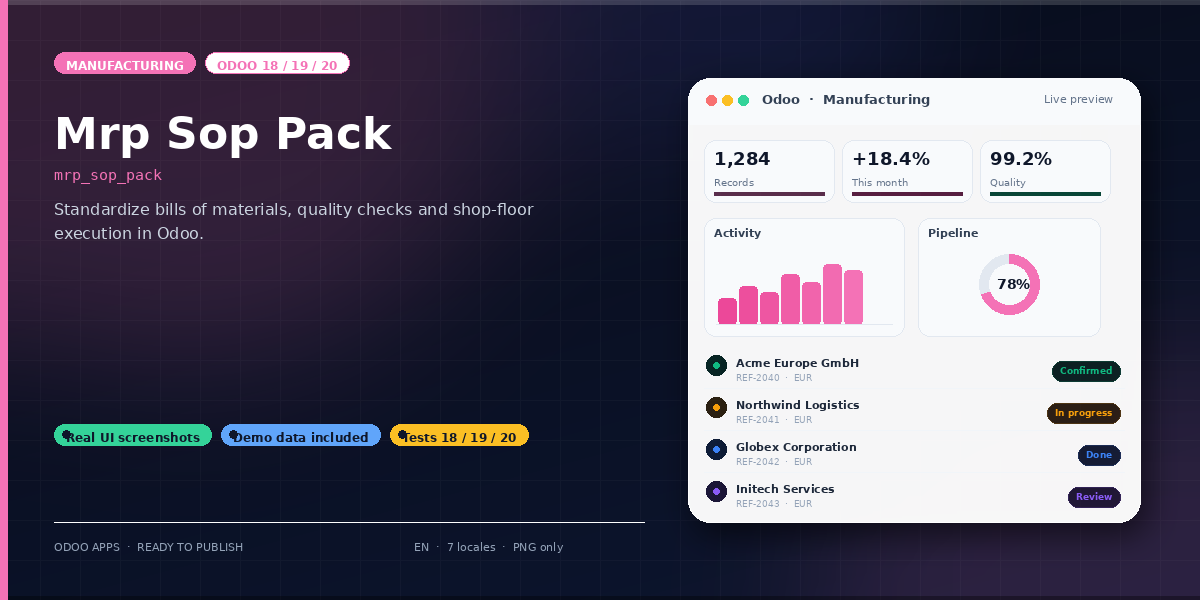 MANUFACTURING
ODOO 18 / 19 / 20
Mrp Sop Pack
mrp_sop_pack
Standardize bills of materials, quality checks and shop-floor
execution in Odoo.
Real UI screenshots
Demo data included
Tests 18 / 19 / 20
ODOO APPS · READY TO PUBLISH
EN · 7 locales · PNG only
Odoo · Manufacturing
Live preview
1,284
Records
+18.4%
This month
99.2%
Quality
Activity
Pipeline
78%
Acme Europe GmbH
REF-2040 · EUR
Confirmed
Northwind Logistics
REF-2041 · EUR
In progress
Globex Corporation
REF-2042 · EUR
Done
Initech Services
REF-2043 · EUR
Review